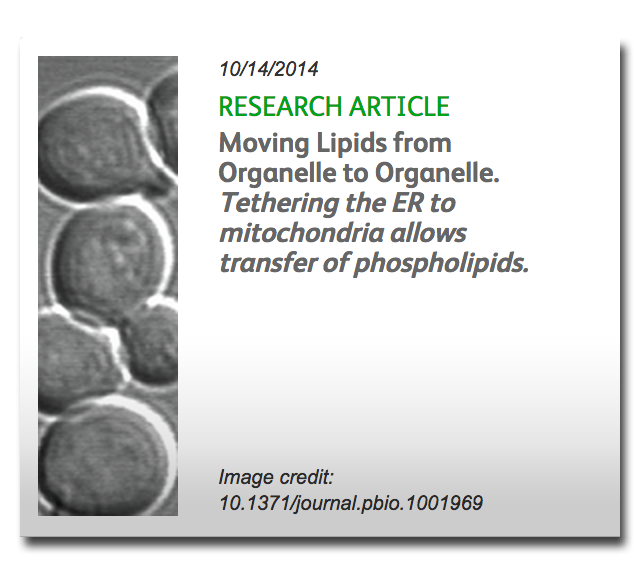 10/14/2014
RESEARCH ARTICLE
Moving Lipids from
Organelle to Organelle.
Tethering the ER to
mitochondria allows
transfer of phospholipids.
Image credit:
10.1371/journal.pbio.1001969